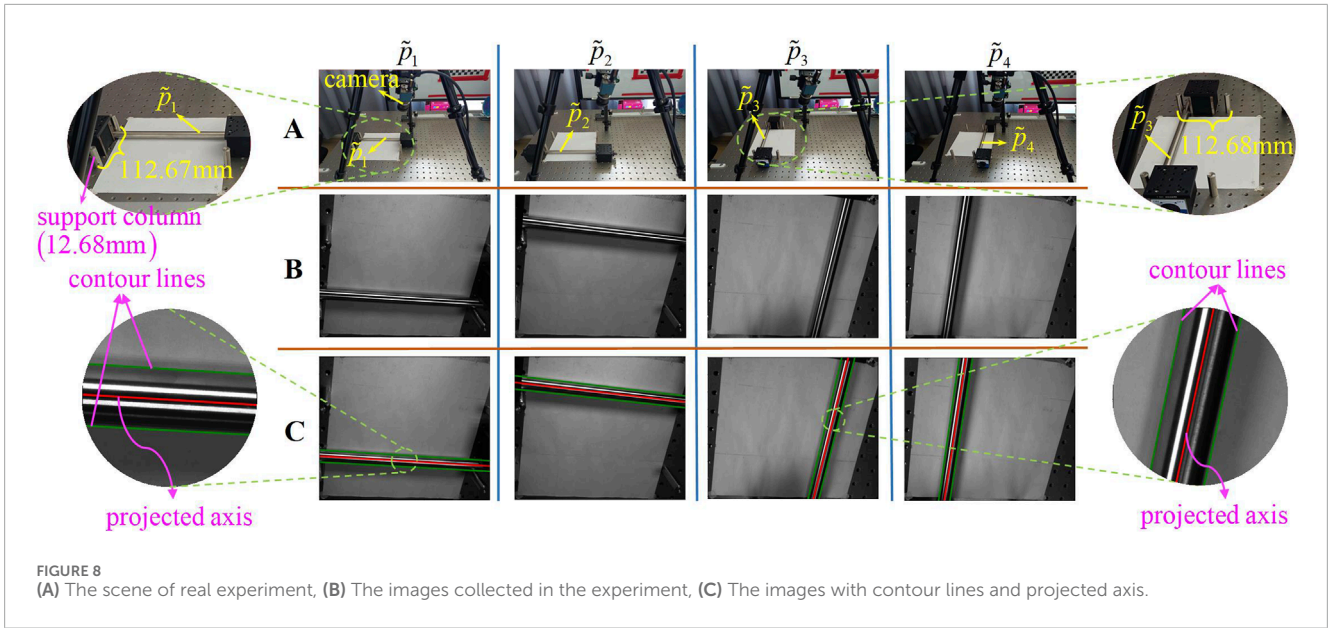 p̃₁
p̃₂
p̃₃
p̃₄
camera
p̃₁
p̃₁
p̃₂
p̃₃
p̃₄
p̃₃
A
112.67mm
112.68mm
support column
(12.68mm)
contour lines
B
contour lines
C
projected axis
projected axis
FIGURE 8
(A) The scene of real experiment, (B) The images collected in the experiment, (C) The images with contour lines and projected axis.